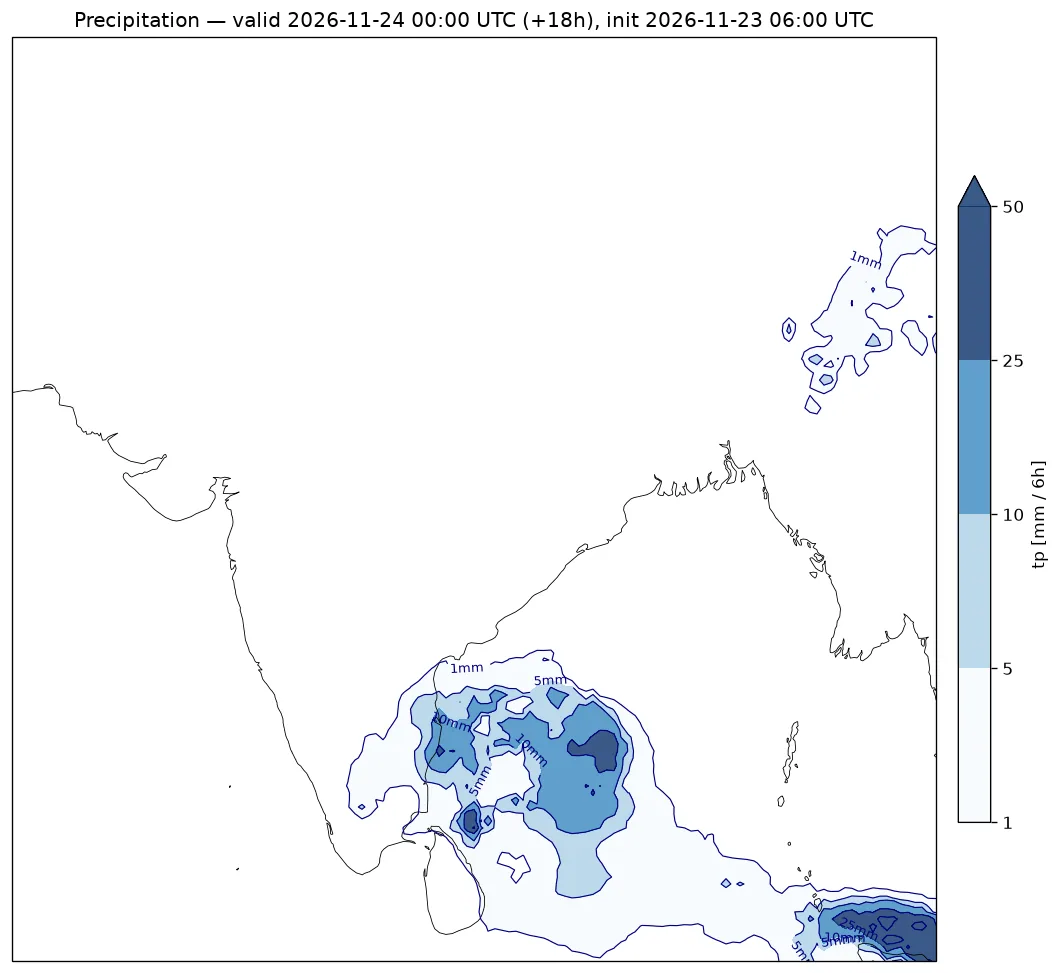 Precipitation — valid 2026-11-24 00:00 UTC (+18h), init 2026-11-23 06:00 UTC
50
25
10
5
1
tp [mm / 6h]
1mm
1mm
5mm
10mm
10mm
5mm
25mm
10mm
5mm
5mm